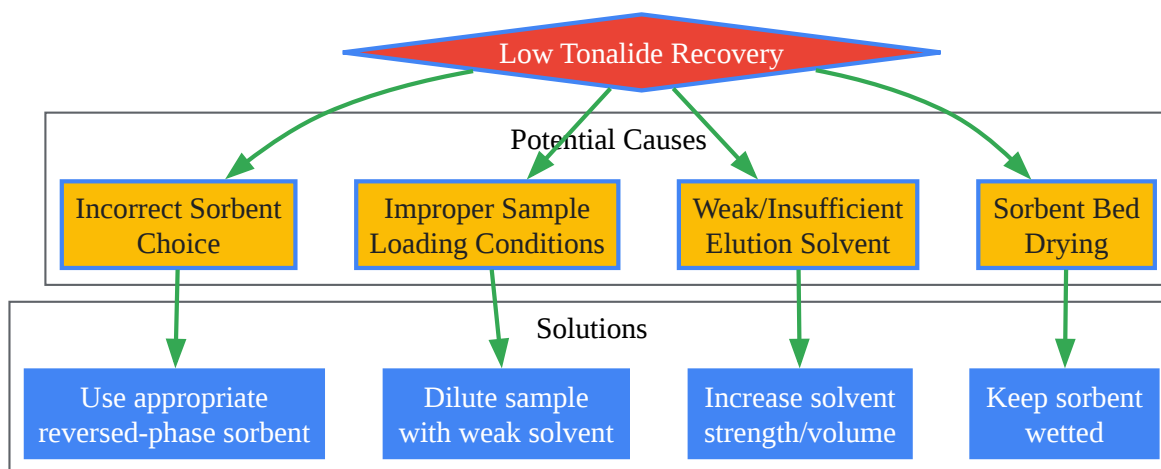 Low Tonalide Recovery
Potential Causes
Incorrect Sorbent
Choice
Improper Sample
Loading Conditions
Weak/Insufficient
Elution Solvent
Sorbent Bed
Drying
Solutions
Use appropriate
reversed-phase sorbent
Dilute sample
with weak solvent
Increase solvent
strength/volume
Keep sorbent
wetted